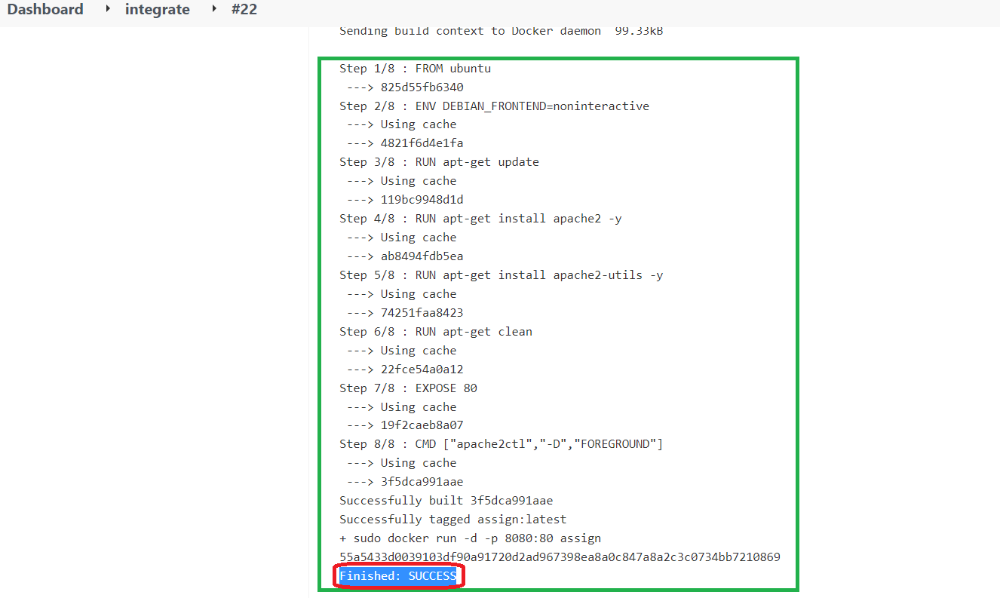 Dashboard integrate #22
Sending build context to Docker daemon 99.33kB
Step 1/8 : FROM ubuntu
---> 825d55fb6340
Step 2/8 : ENV DEBIAN_FRONTEND=noninteractive
---> Using cache
---> 4821f6d4e1fa
Step 3/8 : RUN apt-get update
---> Using cache
---> 119bc9948d1d
Step 4/8 : RUN apt-get install apache2 -y
---> Using cache
---> ab8494fdb5ea
Step 5/8 : RUN apt-get install apache2-utils -y
---> Using cache
---> 74251faa8423
Step 6/8 : RUN apt-get clean
---> Using cache
---> 22fce54a0a12
Step 7/8 : EXPOSE 80
---> Using cache
---> 19f2caeb8a07
Step 8/8 : CMD ["apache2ctl","-D","FOREGROUND"]
---> Using cache
---> 3f5dca991aae
Successfully built 3f5dca991aae
Successfully tagged assign:latest
+ sudo docker run -d -p 8080:80 assign
55a5433d0039103df90a91720d2ad967398ea8a0c847a8a2c3c0734bb7210869
Finished: SUCCESS